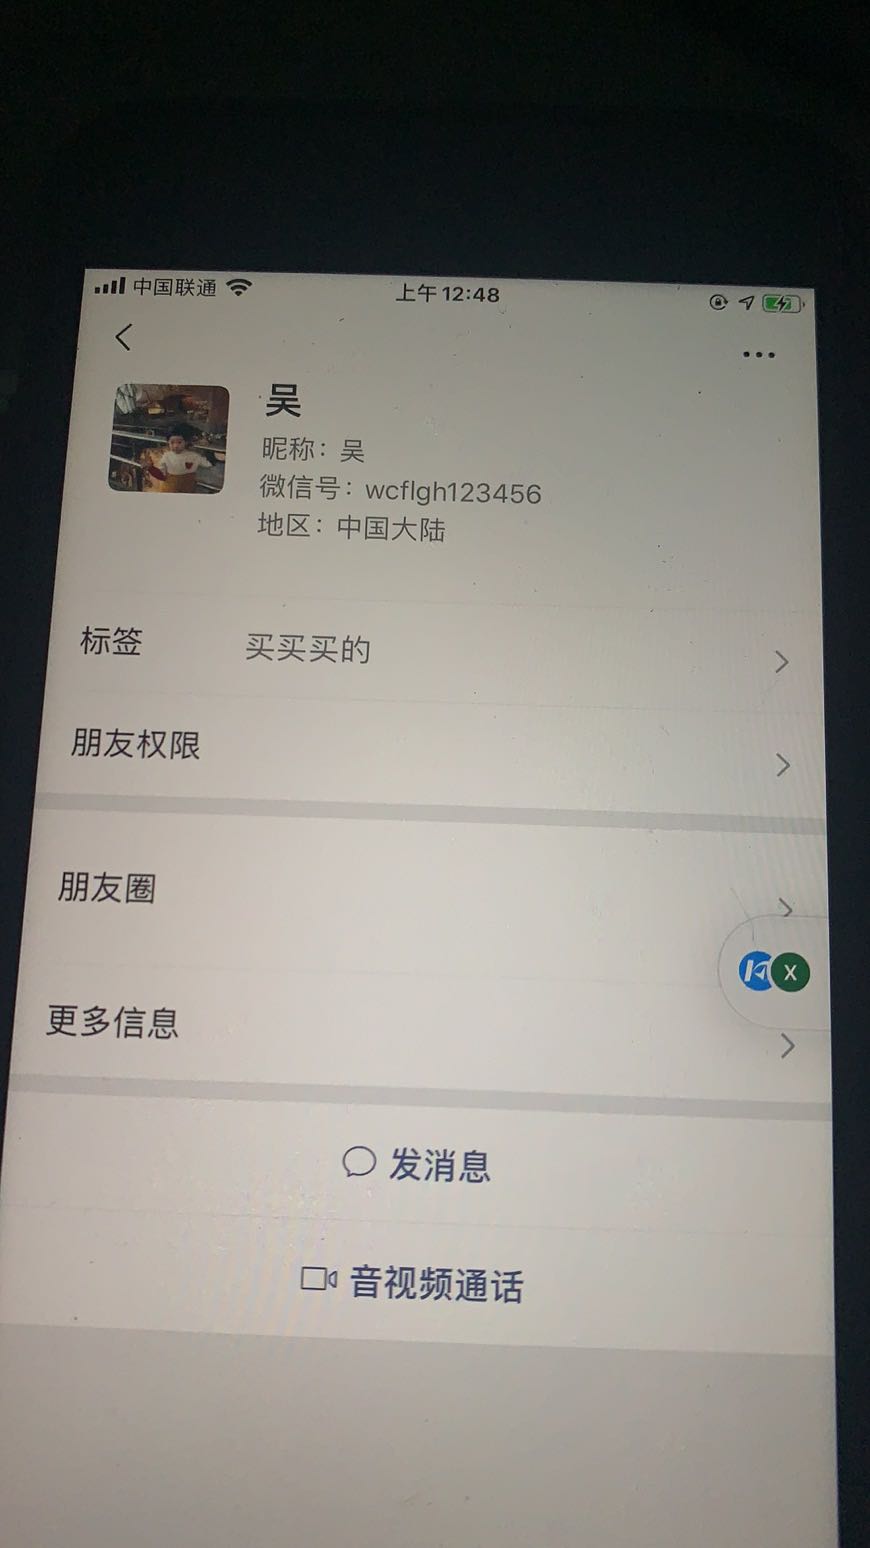 中国联通
上午12:48
吴
昵称：吴
微信号：wcflgh123456
地区：中国大陆
标签 买买买的
朋友权限
朋友圈
X
更多信息
发消息
音视频通话